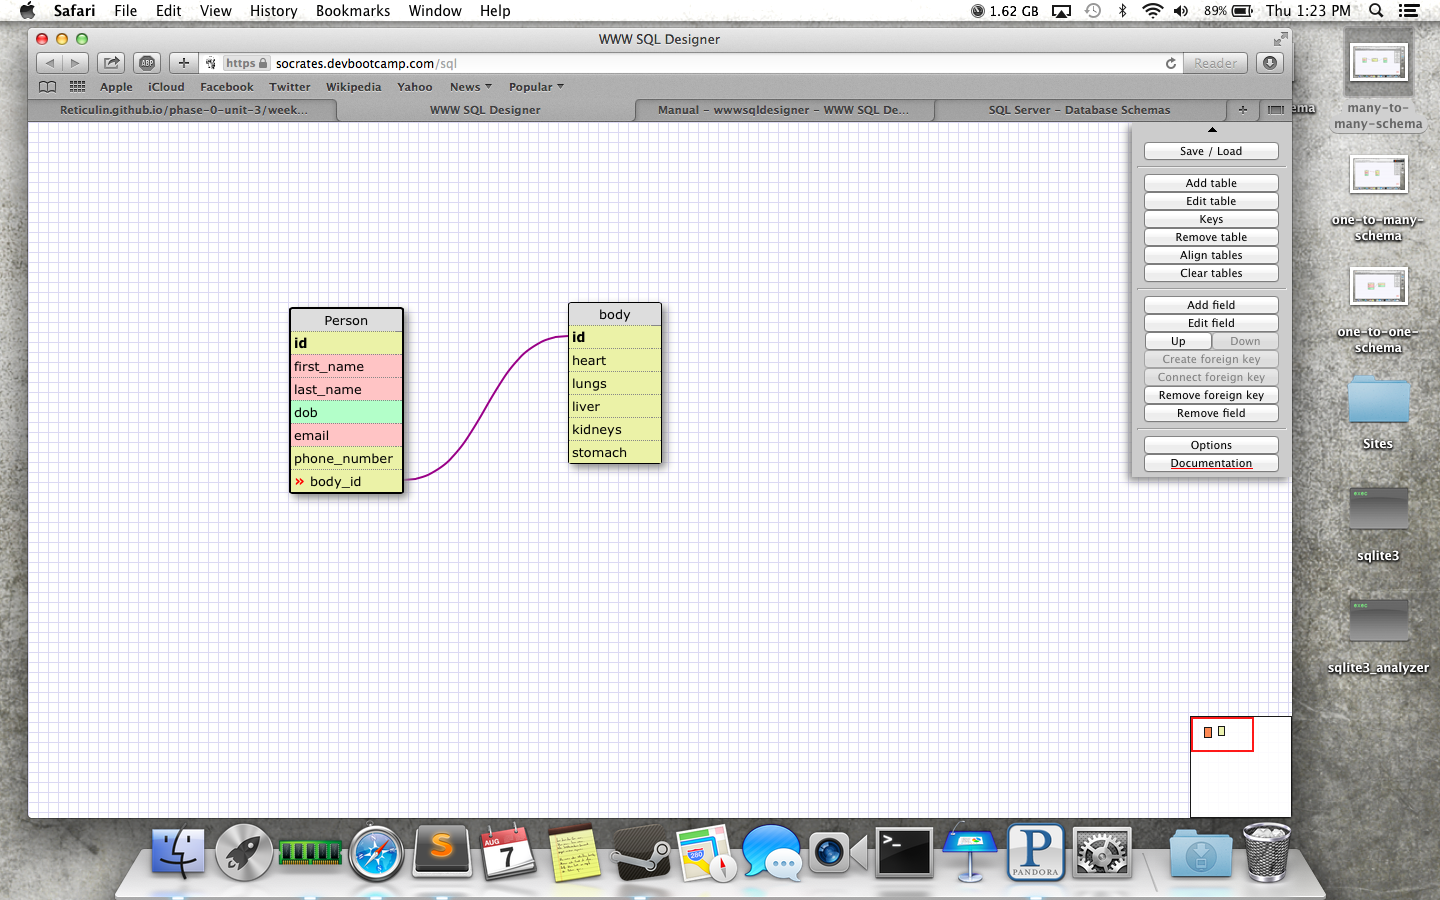 Safari File Edit View History Bookmarks Window Help 1.62 GB 89% Thu 1:23 PM
WWW SQL Designer
ABP https socrates.devbootcamp.com/sql Reader
Apple iCloud Facebook Twitter Wikipedia Yahoo News Popular
Reticulin.github.io/phase-0-unit-3/week... WWW SQL Designer Manual – wwwsqldesigner – WWW SQL De... SQL Server – Database Schemas +
ema
many-to-
many-schema
Save / Load
Add table
Edit table
Keys
Remove table
Align tables
Clear tables
Add field
Edit field
Up Down
Create foreign key
Connect foreign key
Remove foreign key
Remove field
Options
Documentation
Person
id
first_name
last_name
dob
email
phone_number
» body_id
body
id
heart
lungs
liver
kidneys
stomach
one-to-many-
schema
one-to-one-
schema
Sites
exec
sqlite3
exec
sqlite3_analyzer
S
AUG
7
280
>_
P
PANDORA